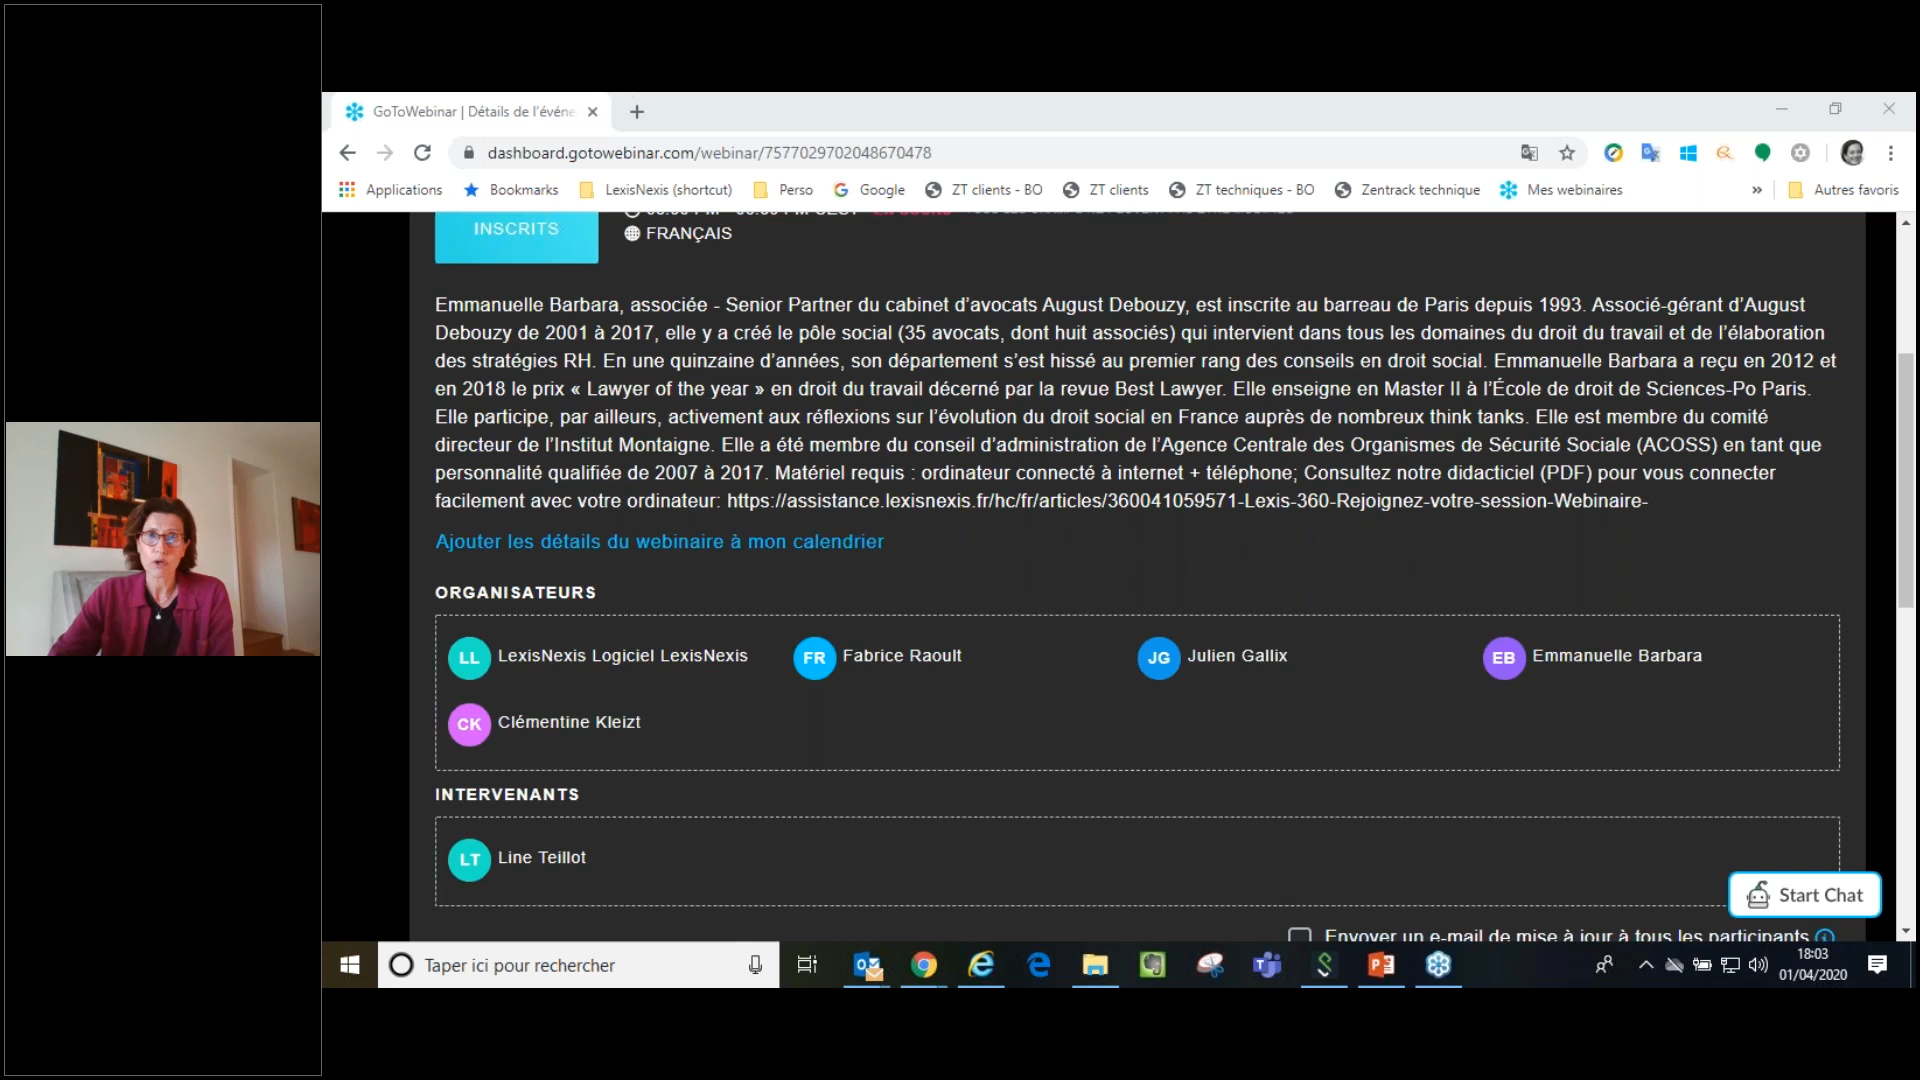 GoToWebinar | Détails de l'événe
dashboard.gotowebinar.com/webinar/7577029702048670478
Applications Bookmarks LexisNexis (shortcut) Perso Google ZT clients - BO ZT clients ZT techniques - BO Zentrack technique Mes webinaires » Autres favoris
INSCRITS
FRANÇAIS
Emmanuelle Barbara, associée - Senior Partner du cabinet d'avocats August Debouzy, est inscrite au barreau de Paris depuis 1993. Associé-gérant d'August
Debouzy de 2001 à 2017, elle y a créé le pôle social (35 avocats, dont huit associés) qui intervient dans tous les domaines du droit du travail et de l'élaboration
des stratégies RH. En une quinzaine d'années, son département s'est hissé au premier rang des conseils en droit social. Emmanuelle Barbara a reçu en 2012 et
en 2018 le prix « Lawyer of the year » en droit du travail décerné par la revue Best Lawyer. Elle enseigne en Master II à l'École de droit de Sciences-Po Paris.
Elle participe, par ailleurs, activement aux réflexions sur l'évolution du droit social en France auprès de nombreux think tanks. Elle est membre du comité
directeur de l'Institut Montaigne. Elle a été membre du conseil d'administration de l'Agence Centrale des Organismes de Sécurité Sociale (ACOSS) en tant que
personnalité qualifiée de 2007 à 2017. Matériel requis : ordinateur connecté à internet + téléphone; Consultez notre didacticiel (PDF) pour vous connecter
facilement avec votre ordinateur: https://assistance.lexisnexis.fr/hc/fr/articles/360041059571-Lexis-360-Rejoignez-votre-session-Webinaire-
Ajouter les détails du webinaire à mon calendrier
ORGANISATEURS
LL LexisNexis Logiciel LexisNexis FR Fabrice Raoult JG Julien Gallix EB Emmanuelle Barbara
CK Clémentine Kleizt
INTERVENANTS
LT Line Teillot
Start Chat
Envoyer un e-mail de mise à jour à tous les participants
Taper ici pour rechercher
18:03
01/04/2020